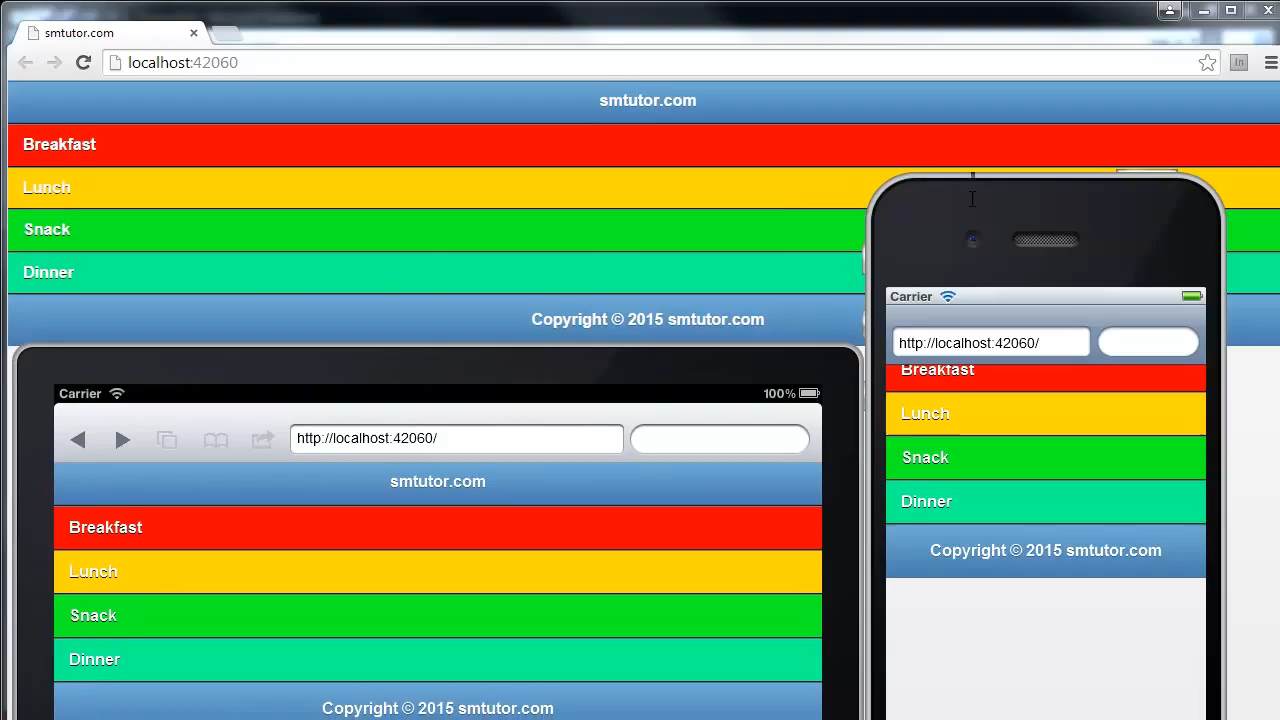 smtutor.com
localhost:42060
In
smtutor.com
Breakfast
Lunch
Snack
Dinner
Copyright © 2015 smtutor.com
Carrier
100%
http://localhost:42060/
smtutor.com
Breakfast
Lunch
Snack
Dinner
Copyright © 2015 smtutor.com
Carrier
http://localhost:42060/
Breakfast
Lunch
Snack
Dinner
Copyright © 2015 smtutor.com